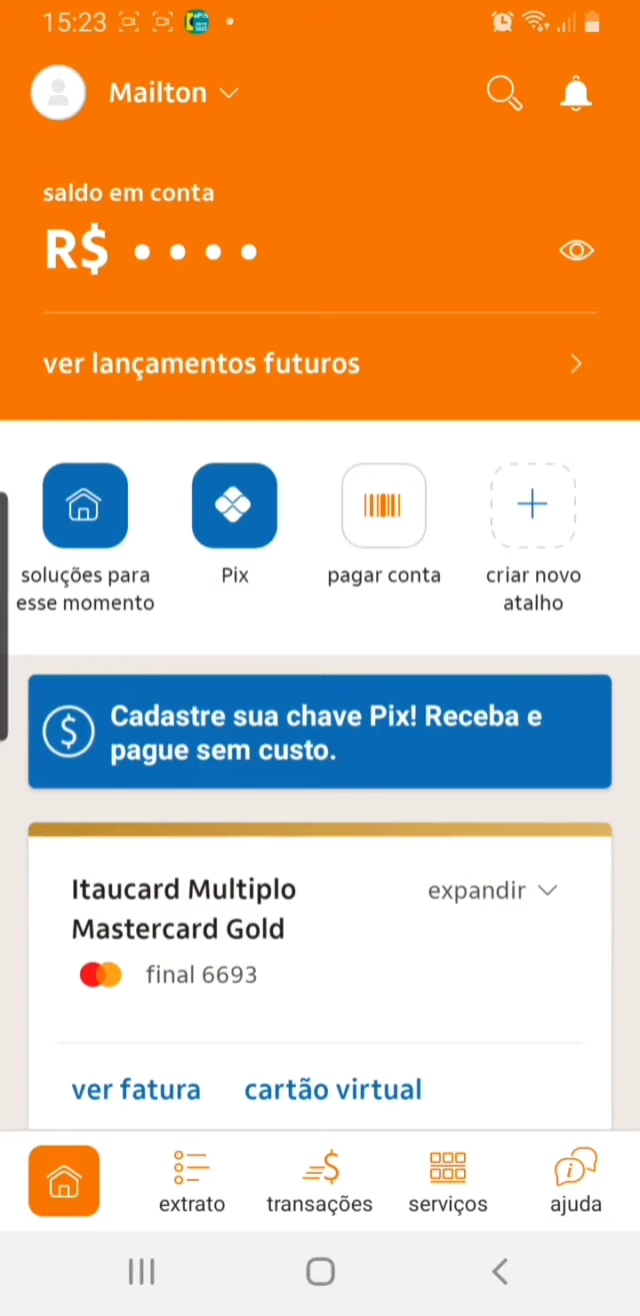 15:23
Mailton
saldo em conta
R$ • • • •
ver lançamentos futuros
soluções para
esse momento
Pix
pagar conta
criar novo
atalho
Cadastre sua chave Pix! Receba e
pague sem custo.
Itaucard Multiplo
Mastercard Gold
expandir
final 6693
ver fatura
cartão virtual
extrato
transações
serviços
ajuda